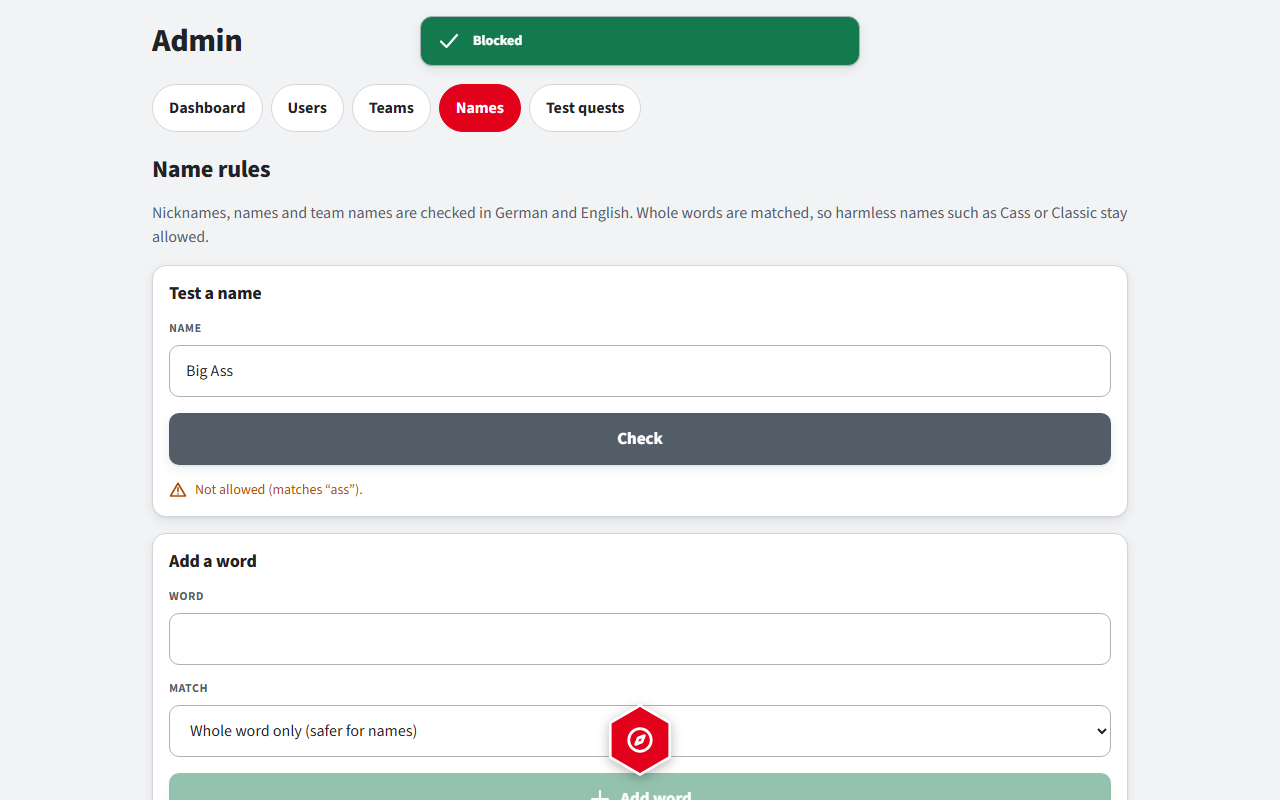 Admin
Blocked
Dashboard
Users
Teams
Names
Test quests
Name rules
Nicknames, names and team names are checked in German and English. Whole words are matched, so harmless names such as Cass or Classic stay
allowed.
Test a name
NAME
Big Ass
Check
Not allowed (matches “ass”).
Add a word
WORD
MATCH
Whole word only (safer for names)
Add word